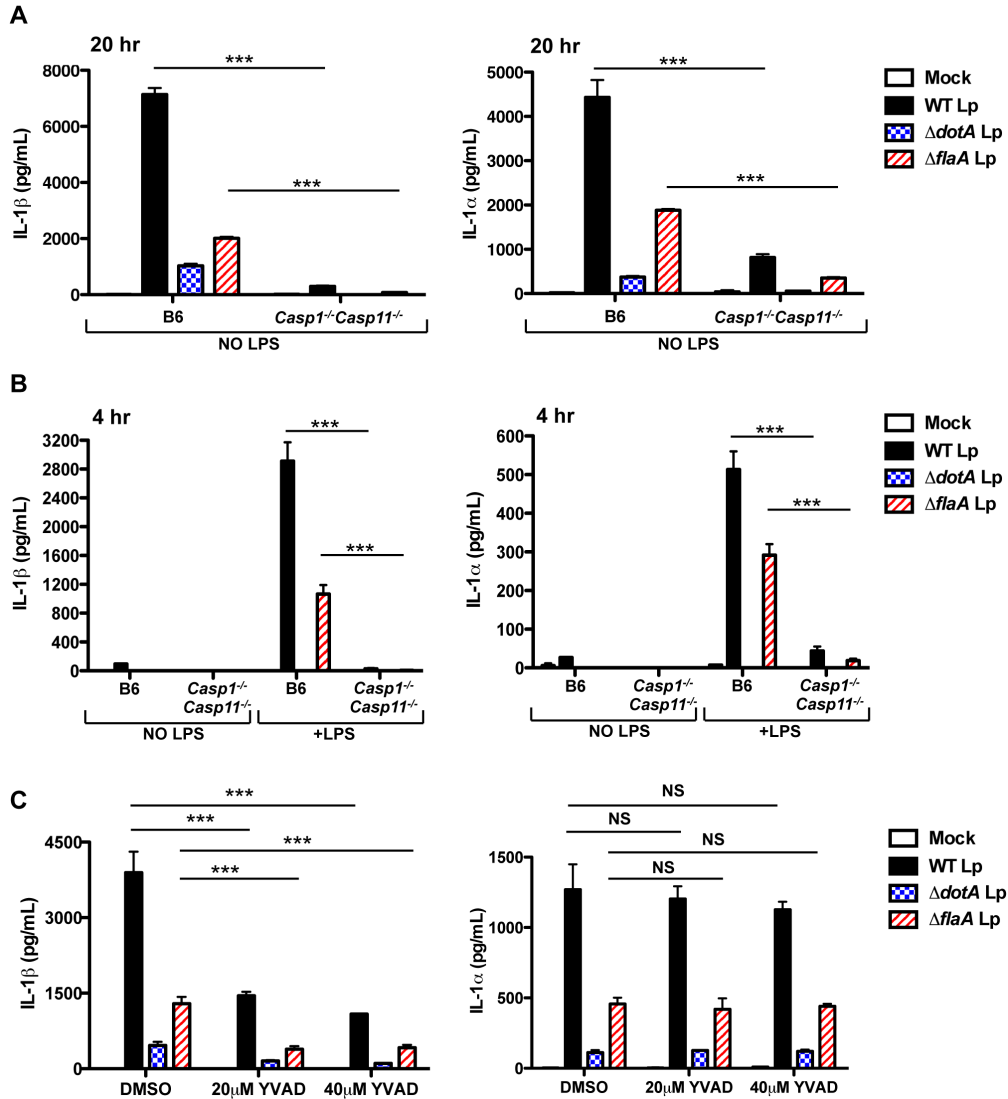 A
20 hr
8000
6000
4000
2000
0
IL-1β (pg/mL)
***
***
B6
Casp1-/-Casp11-/-
NO LPS
20 hr
5000
4000
3000
2000
1000
0
IL-1α (pg/mL)
***
***
B6
Casp1-/-Casp11-/-
NO LPS
Mock
WT Lp
ΔdotA Lp
ΔflaA Lp
B
4 hr
3200
2800
2400
2000
1600
1200
800
400
0
IL-1β (pg/mL)
***
***
B6
Casp1-/-
Casp11-/-
B6
Casp1-/-
Casp11-/-
NO LPS
+LPS
4 hr
600
500
400
300
200
100
0
IL-1α (pg/mL)
***
***
B6
Casp1-/-
Casp11-/-
B6
Casp1-/-
Casp11-/-
NO LPS
+LPS
Mock
WT Lp
ΔdotA Lp
ΔflaA Lp
C
4500
3000
1500
0
IL-1β (pg/mL)
***
***
***
***
DMSO
20μM YVAD
40μM YVAD
1500
1000
500
0
IL-1α (pg/mL)
NS
NS
NS
NS
DMSO
20μM YVAD
40μM YVAD
Mock
WT Lp
ΔdotA Lp
ΔflaA Lp